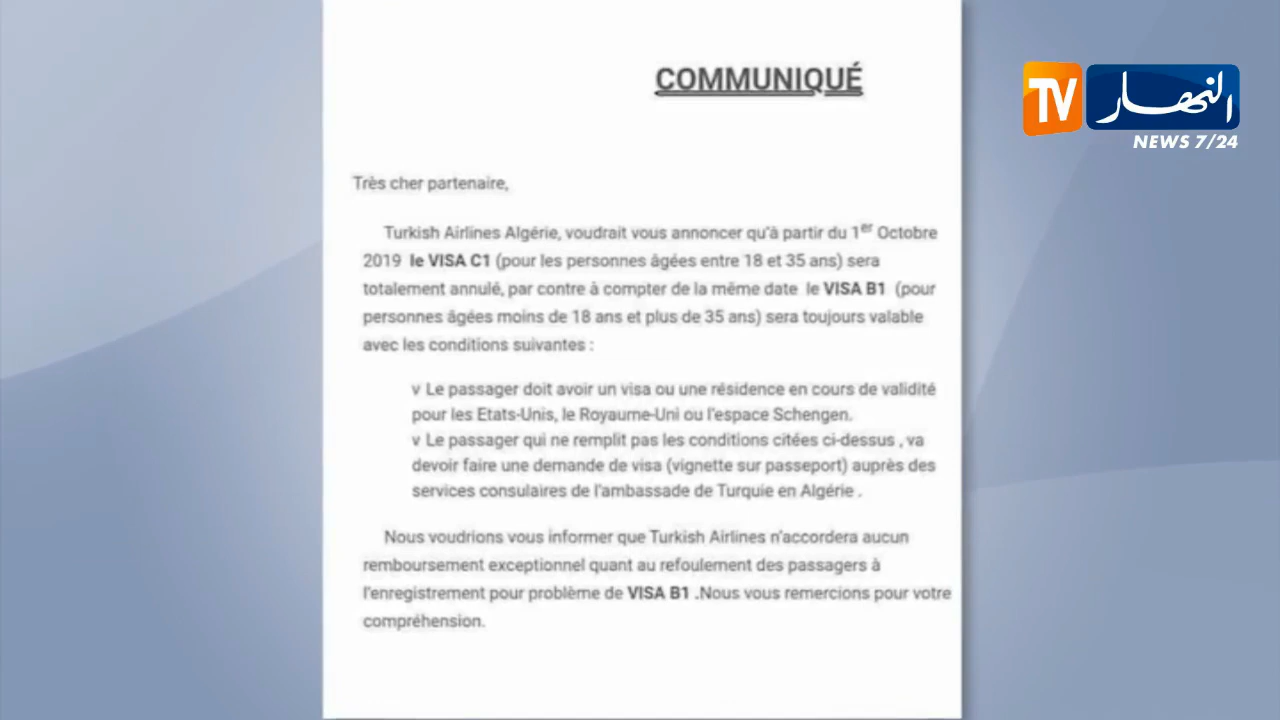 COMMUNIQUÉ
TV النهار
NEWS 7/24
Très cher partenaire,
Turkish Airlines Algérie, voudrait vous annoncer qu'à partir du 1er Octobre
2019 le VISA C1 (pour les personnes âgées entre 18 et 35 ans) sera
totalement annulé, par contre à compter de la même date le VISA B1 (pour
personnes âgées moins de 18 ans et plus de 35 ans) sera toujours valable
avec les conditions suivantes :
v Le passager doit avoir un visa ou une résidence en cours de validité
pour les Etats-Unis, le Royaume-Uni ou l'espace Schengen.
v Le passager qui ne remplit pas les conditions citées ci-dessus , va
devoir faire une demande de visa (vignette sur passeport) auprès des
services consulaires de l'ambassade de Turquie en Algérie .
Nous voudrions vous informer que Turkish Airlines n'accordera aucun
remboursement exceptionnel quant au refoulement des passagers à
l'enregistrement pour problème de VISA B1 .Nous vous remercions pour votre
compréhension.